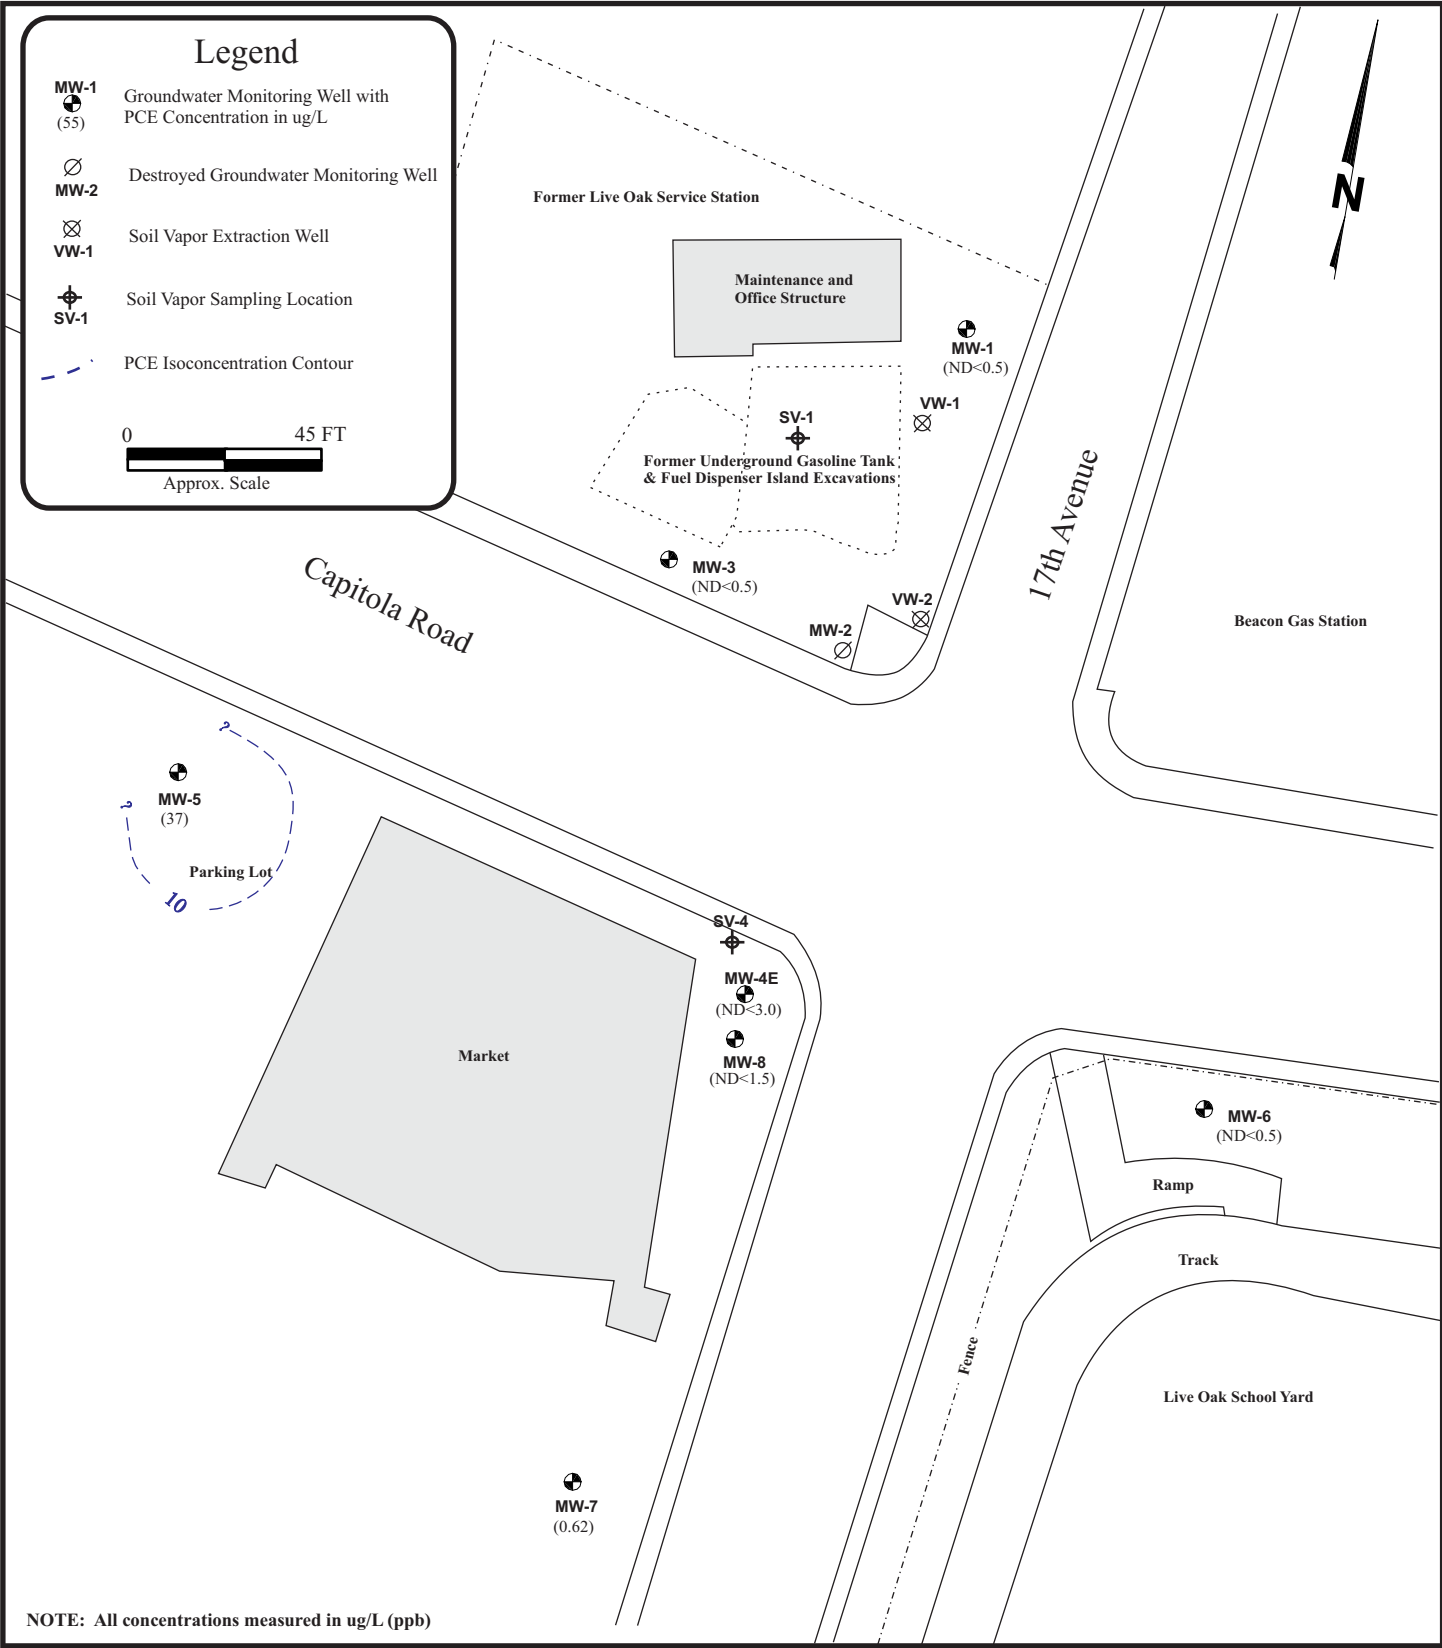 Legend
MW-1
(55)
Groundwater Monitoring Well with
PCE Concentration in ug/L
MW-2
Destroyed Groundwater Monitoring Well
VW-1
Soil Vapor Extraction Well
SV-1
Soil Vapor Sampling Location
PCE Isoconcentration Contour
0 45 FT
Approx. Scale
N
Former Live Oak Service Station
Maintenance and
Office Structure
MW-1
(ND<0.5)
VW-1
SV-1
Former Underground Gasoline Tank
& Fuel Dispenser Island Excavations
17th Avenue
Capitola Road
MW-3
(ND<0.5)
VW-2
MW-2
Beacon Gas Station
?
?
MW-5
(37)
Parking Lot
10
SV-4
MW-4E
(ND<3.0)
MW-8
(ND<1.5)
Market
MW-6
(ND<0.5)
Ramp
Track
Fence
Live Oak School Yard
MW-7
(0.62)
NOTE: All concentrations measured in ug/L (ppb)